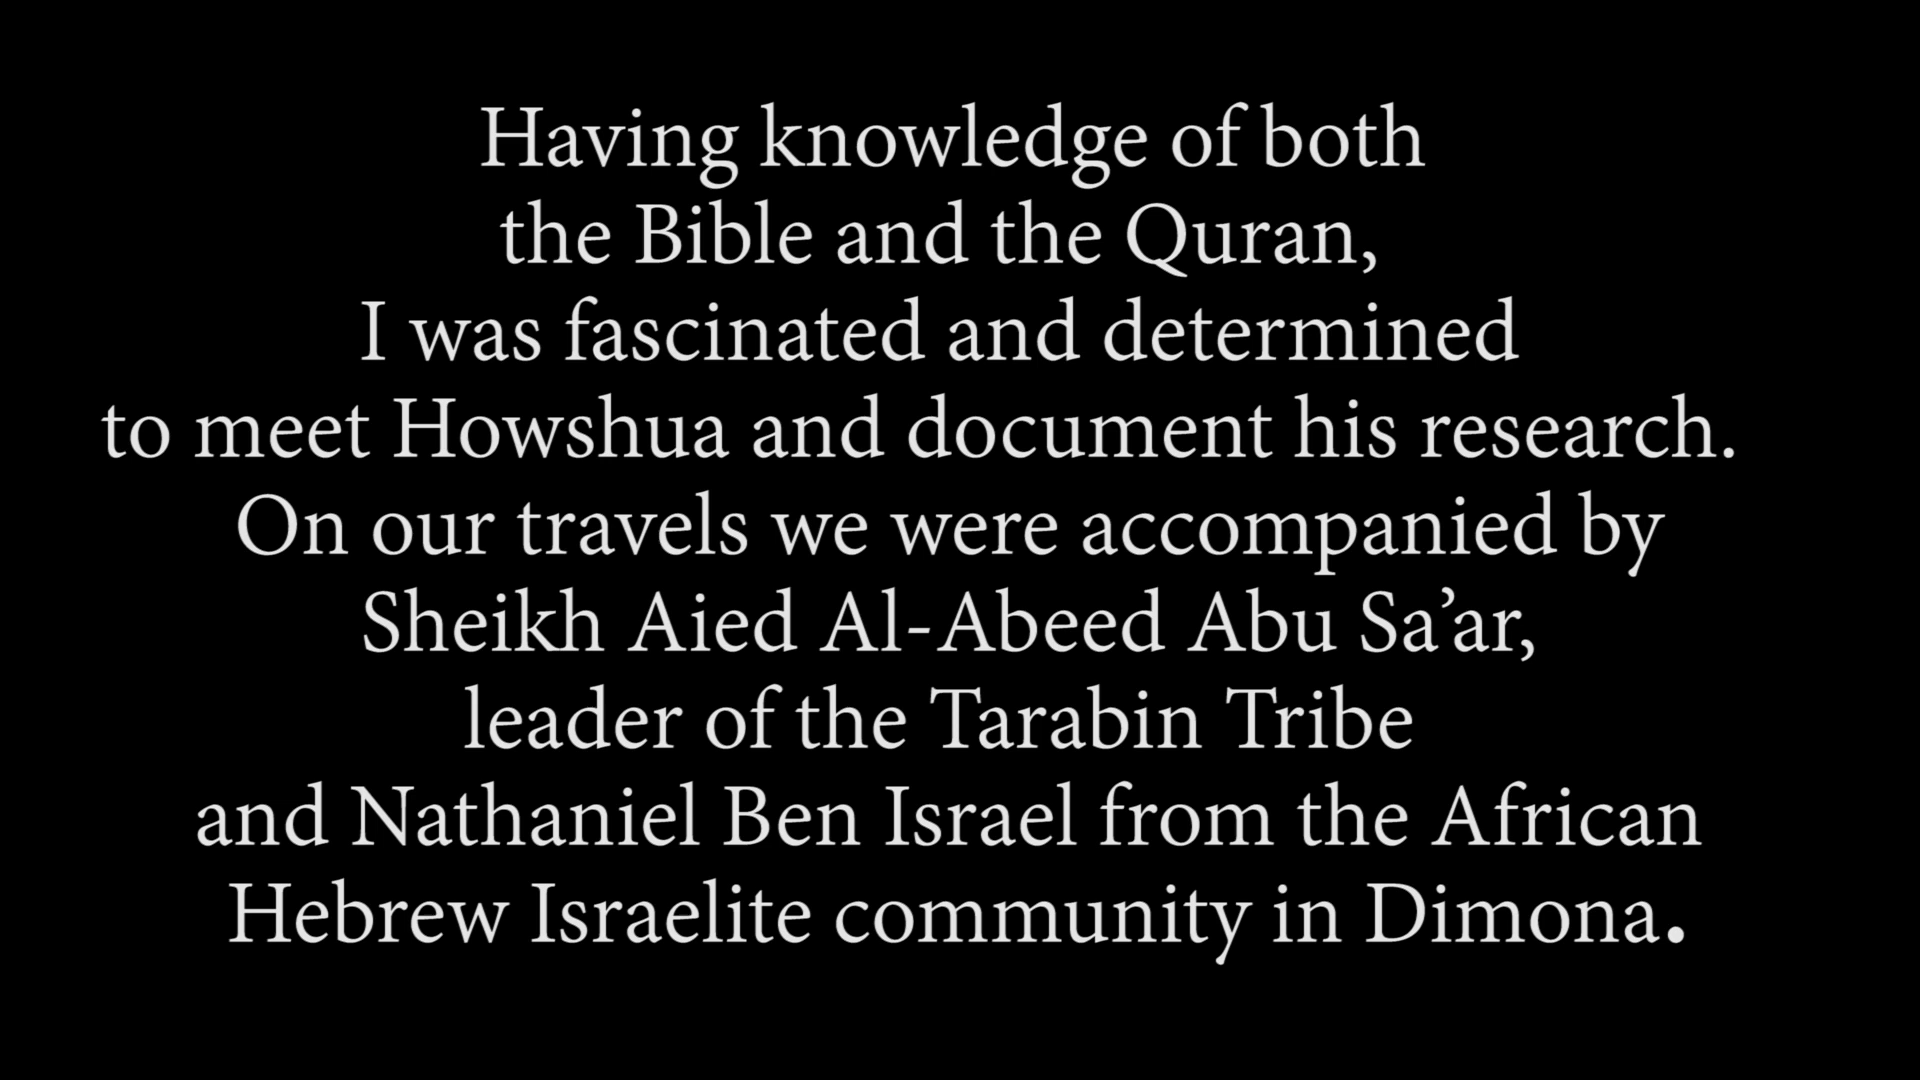 Having knowledge of both
the Bible and the Quran,
I was fascinated and determined
to meet Howshua and document his research.
On our travels we were accompanied by
Sheikh Aied Al-Abeed Abu Sa’ar,
leader of the Tarabin Tribe
and Nathaniel Ben Israel from the African
Hebrew Israelite community in Dimona.